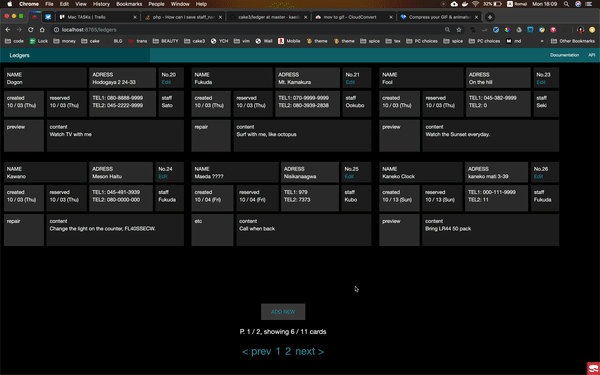 Chrome File Edit View History Bookmarks People Window Help
32% Romaji Mon 18:09
Mac TASKs | Trello
php - How can I save staff_nu
cake3/ledger at master · kaeo
mov to gif - CloudConvert
Compress your GIF & animate
localhost:8765/ledgers
code Lock money cake BLG trans BEAUTY cake3 YCH vim Qt Wall Mobile theme theme spice tex PC choices md spice PC choices Other Bookmarks
Ledgers Documentation API
NAME ADRESS No.20
Dogon Hodogaya 2 24-33 Edit
created reserved TEL1: 080-8888-9999 staff
10 / 03 (Thu) 10 / 03 (Thu) TEL2: 045-2222-9999 Sato
preview content
Watch TV with me
NAME ADRESS No.21
Fukuda Mt. Kamakura Edit
created reserved TEL1: 070-9999-9999 staff
10 / 03 (Thu) 10 / 03 (Thu) TEL2: 080-3939-2838 Ookubo
repair content
Surf with me, like octopus
NAME ADRESS No.23
Fool On the hill Edit
created reserved TEL1: 045-382-9999 staff
10 / 03 (Thu) 10 / 03 (Thu) TEL2: 0 Seki
preview content
Watch the Sunset everyday.
NAME ADRESS No.24
Kawano Meson Haitu Edit
created reserved TEL1: 045-491-3939 staff
10 / 03 (Thu) 10 / 03 (Thu) TEL2: 080-0000-000 Fukuda
repair content
Change the light on the counter, FL40SSECW.
NAME ADRESS No.25
Maeda ???? Nisikanaagwa Edit
created reserved TEL1: 979 staff
10 / 04 (Fri) 10 / 04 (Fri) TEL2: 7373 Kubo
etc content
Call when back
NAME ADRESS No.26
Kaneko Clock kaneko mati 3-39 Edit
created reserved TEL1: 000-111-9999 staff
10 / 13 (Sun) 10 / 13 (Sun) TEL2: 11 Fukuda
preview content
Bring LR44 50 pack
ADD NEW
P. 1 / 2, showing 6 / 11 cards
< prev 1 2 next >